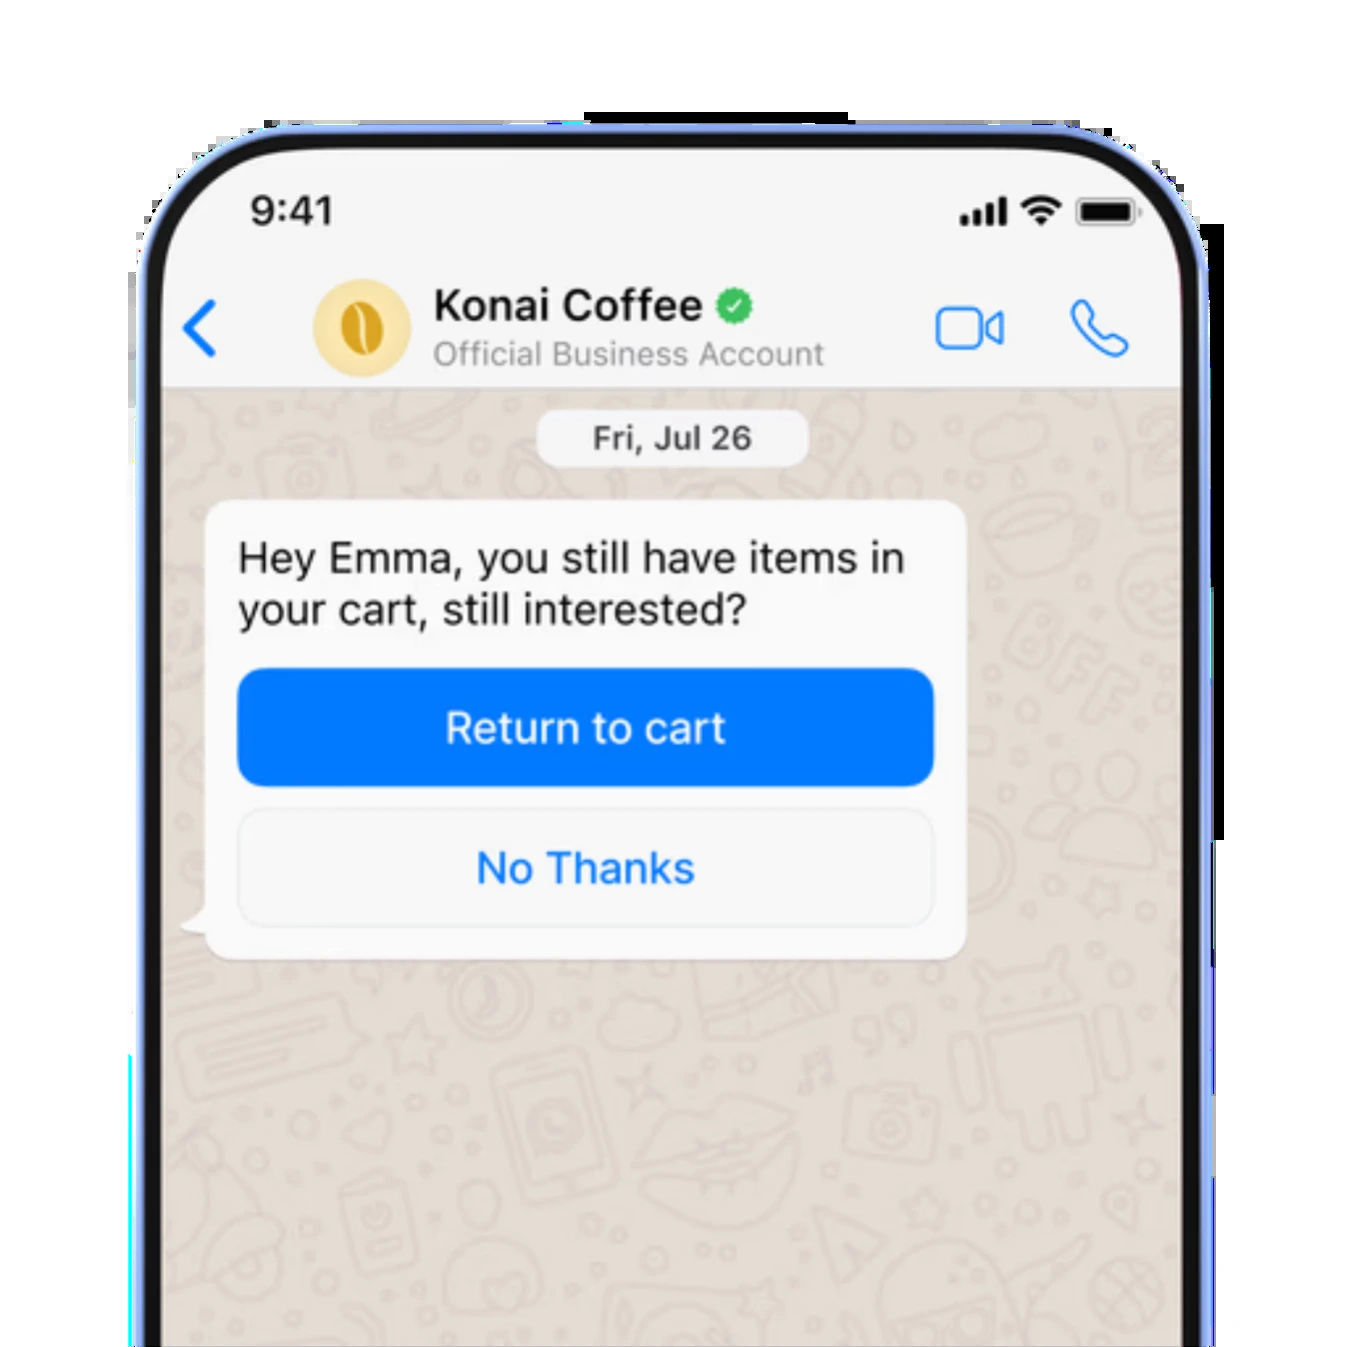 9:41
Konai Coffee
Official Business Account
Fri, Jul 26
Hey Emma, you still have items in
your cart, still interested?
Return to cart
No Thanks
BFF